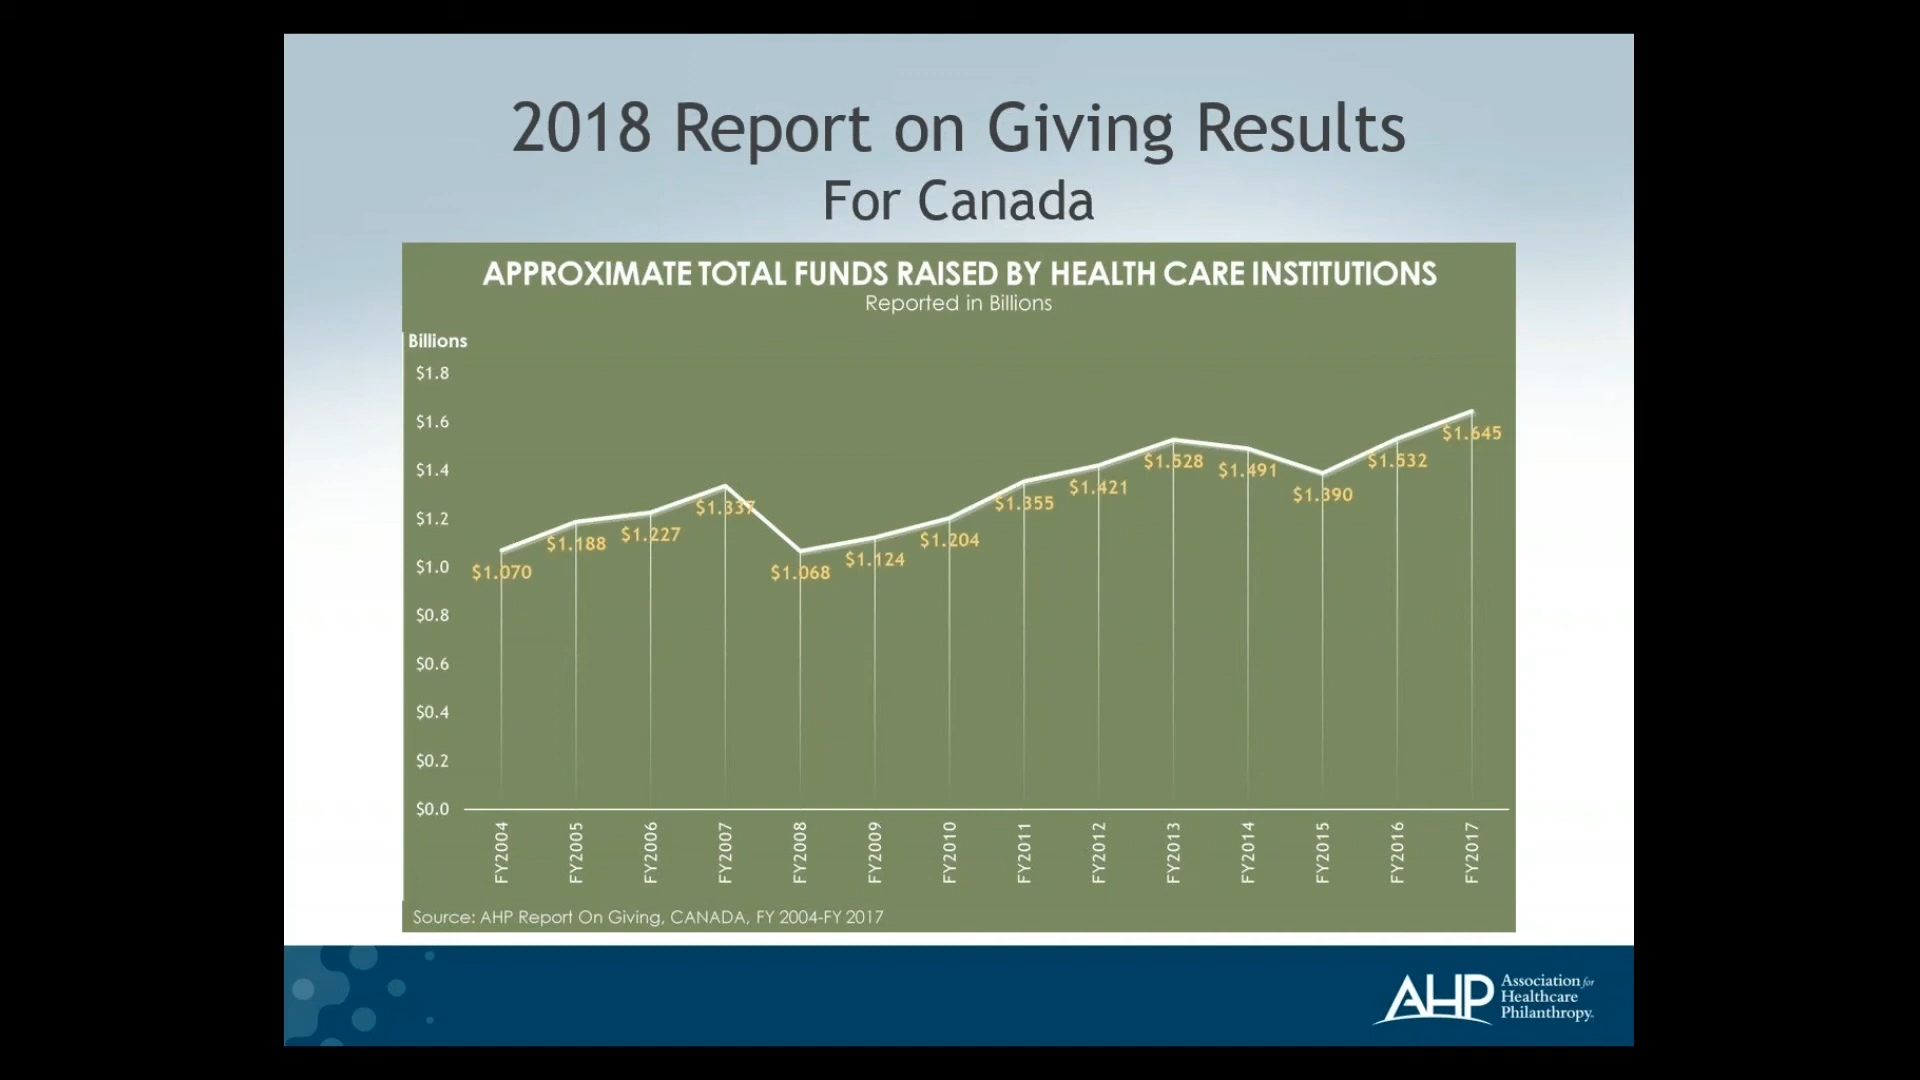 2018 Report on Giving Results
For Canada
APPROXIMATE TOTAL FUNDS RAISED BY HEALTH CARE INSTITUTIONS
Reported in Billions
Billions
$1.8
$1.6
$1.4
$1.2
$1.0
$0.8
$0.6
$0.4
$0.2
$0.0
$1.070
$1.188
$1.227
$1.337
$1.068
$1.124
$1.204
$1.355
$1.421
$1.528
$1.491
$1.390
$1.532
$1.645
FY2004
FY2005
FY2006
FY2007
FY2008
FY2009
FY2010
FY2011
FY2012
FY2013
FY2014
FY2015
FY2016
FY2017
Source: AHP Report On Giving, CANADA, FY 2004-FY 2017
AHP
Association for
Healthcare
Philanthropy.